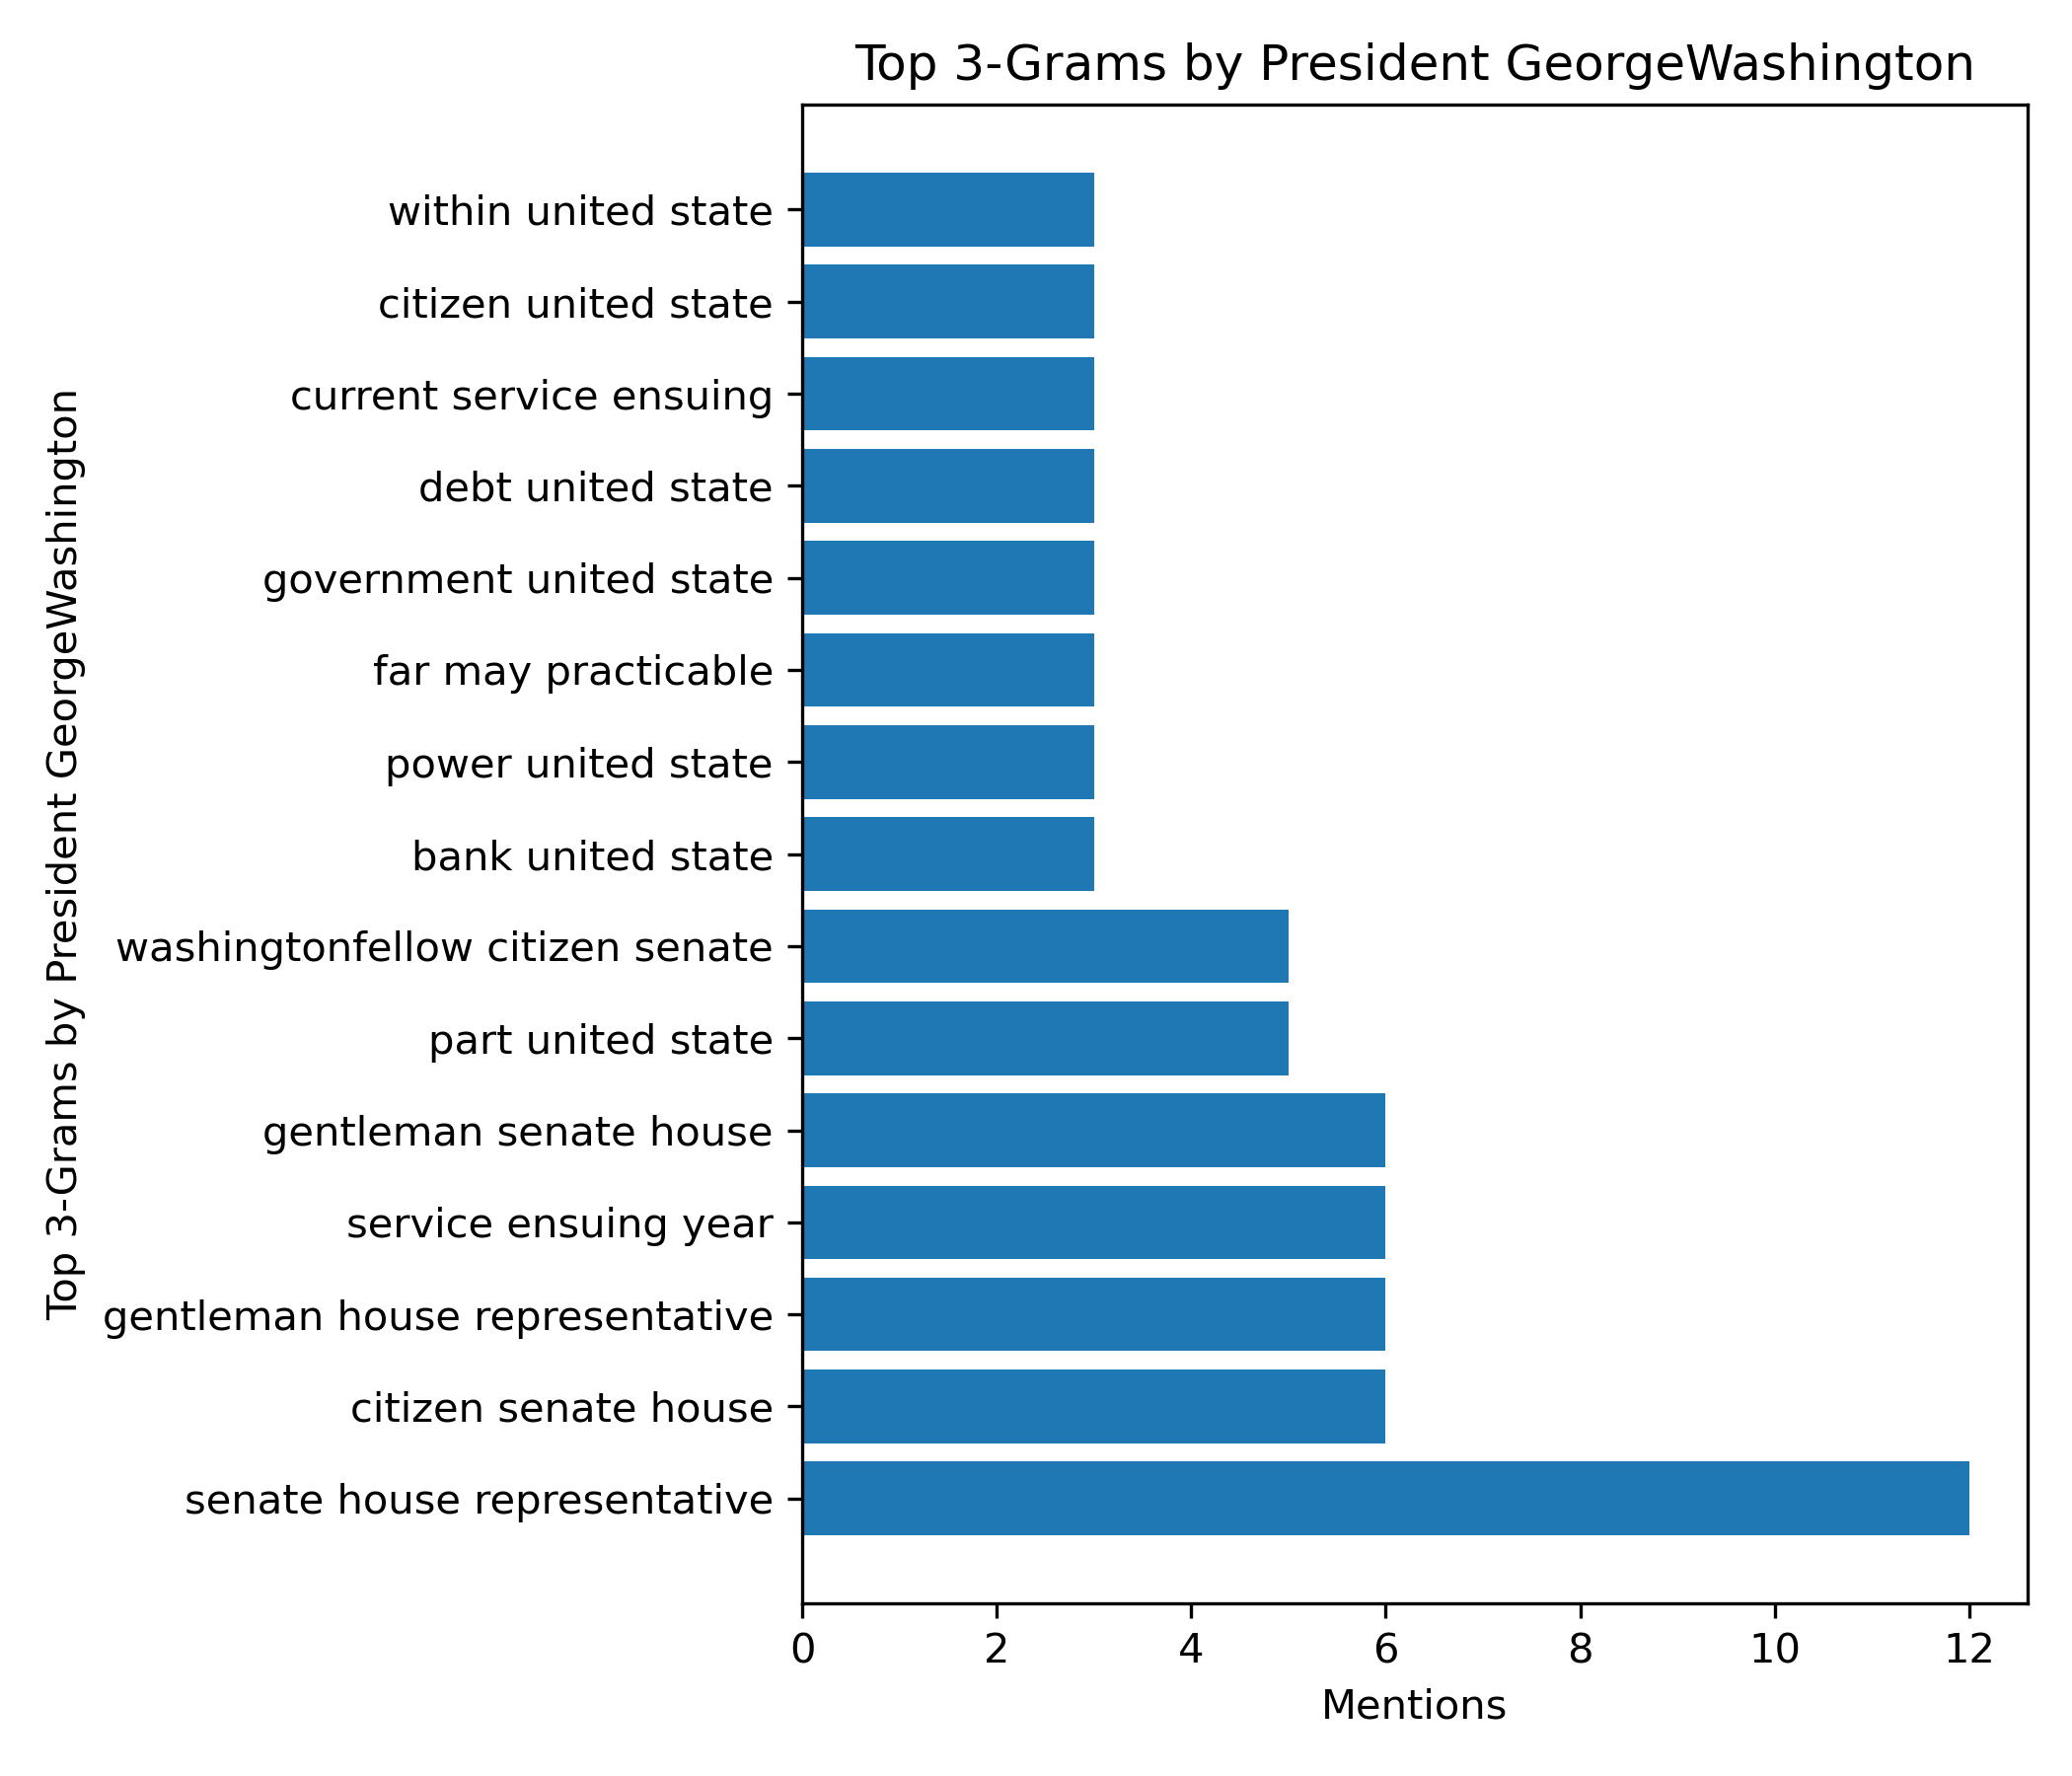 Top 3-Grams by President GeorgeWashington
Top 3-Grams by President GeorgeWashington
within united state
citizen united state
current service ensuing
debt united state
government united state
far may practicable
power united state
bank united state
washingtonfellow citizen senate
part united state
gentleman senate house
service ensuing year
gentleman house representative
citizen senate house
senate house representative
0 2 4 6 8 10 12
Mentions